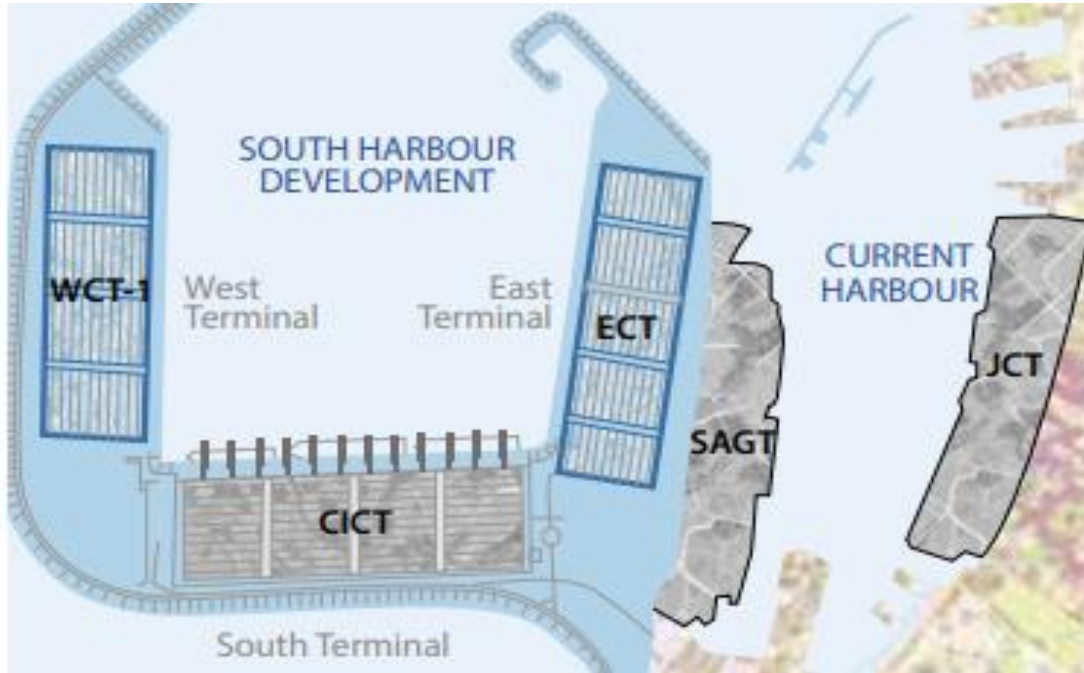 SOUTH HARBOUR
DEVELOPMENT
CURRENT
HARBOUR
WCT-1
West
Terminal
East
Terminal
ECT
JCT
SAGT
CICT
South Terminal